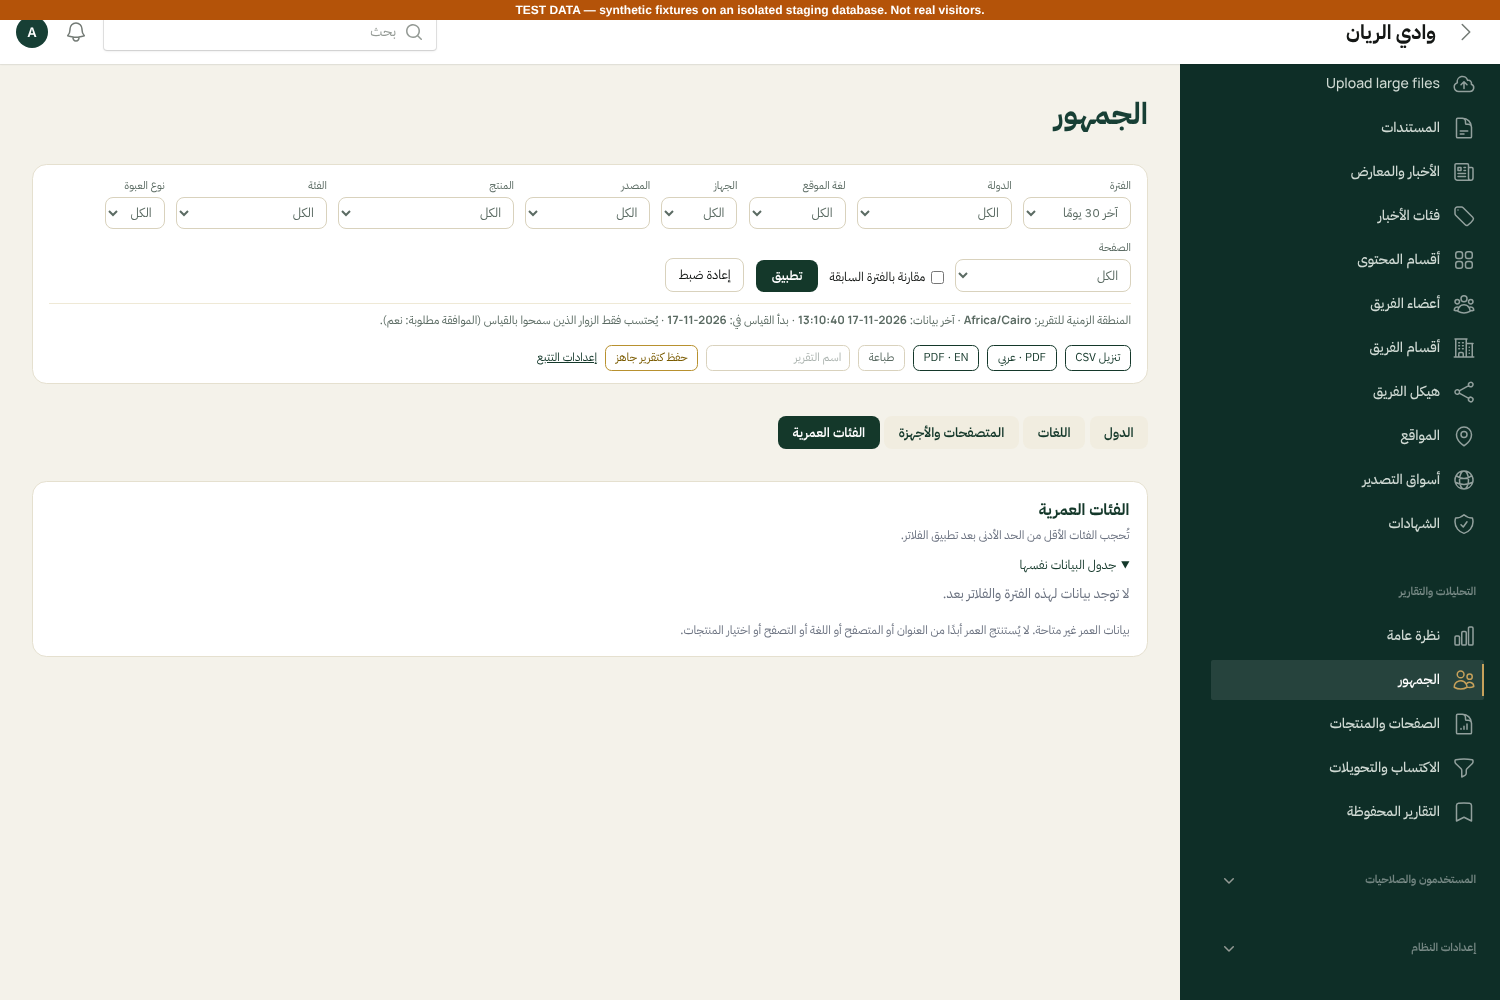 TEST DATA — synthetic fixtures on an isolated staging database. Not real visitors.
وادي الريان
بحث
A
Upload large files
المستندات
الأخبار والمعارض
فئات الأخبار
أقسام المحتوى
أعضاء الفريق
أقسام الفريق
هيكل الفريق
المواقع
أسواق التصدير
الشهادات
التحليلات والتقارير
نظرة عامة
الجمهور
الصفحات والمنتجات
الاكتساب والتحويلات
التقارير المحفوظة
المستخدمون والصلاحيات
إعدادات النظام
الجمهور
الفترة الدولة لغة الموقع الجهاز المصدر المنتج الفئة نوع العبوة
آخر 30 يومًا الكل الكل الكل الكل الكل الكل الكل
الصفحة
الكل مقارنة بالفترة السابقة تطبيق إعادة ضبط
المنطقة الزمنية للتقرير: Africa/Cairo · آخر بيانات: 2026-11-17 13:10:40 · بدأ القياس في: 2026-11-17 · يُحتسب فقط الزوار الذين سمحوا بالقياس (الموافقة مطلوبة: نعم).
تنزيل CSV PDF · عربي PDF · EN طباعة اسم التقرير حفظ كتقرير جاهز إعدادات التتبع
الدول اللغات المتصفحات والأجهزة الفئات العمرية
الفئات العمرية
تُحجب الفئات الأقل من الحد الأدنى بعد تطبيق الفلاتر.
▼ جدول البيانات نفسها
لا توجد بيانات لهذه الفترة والفلاتر بعد.
بيانات العمر غير متاحة. لا يُستنتج العمر أبدًا من العنوان أو المتصفح أو اللغة أو التصفح أو اختيار المنتجات.